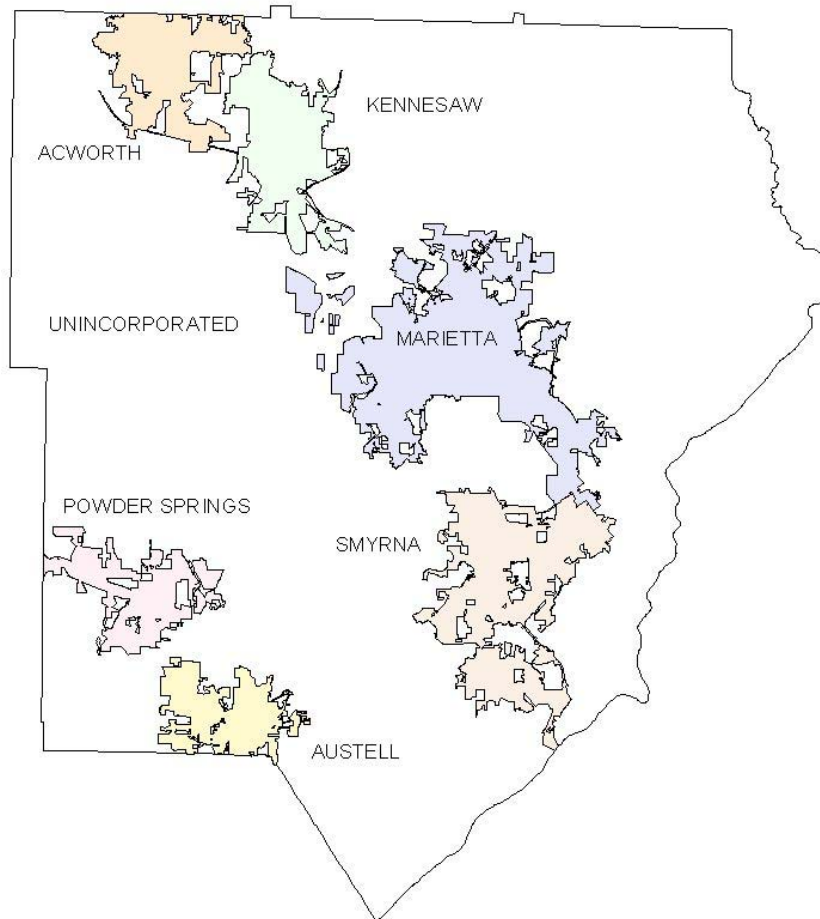 KENNESAW
ACWORTH
UNINCORPORATED
MARIETTA
POWDER SPRINGS
SMYRNA
AUSTELL